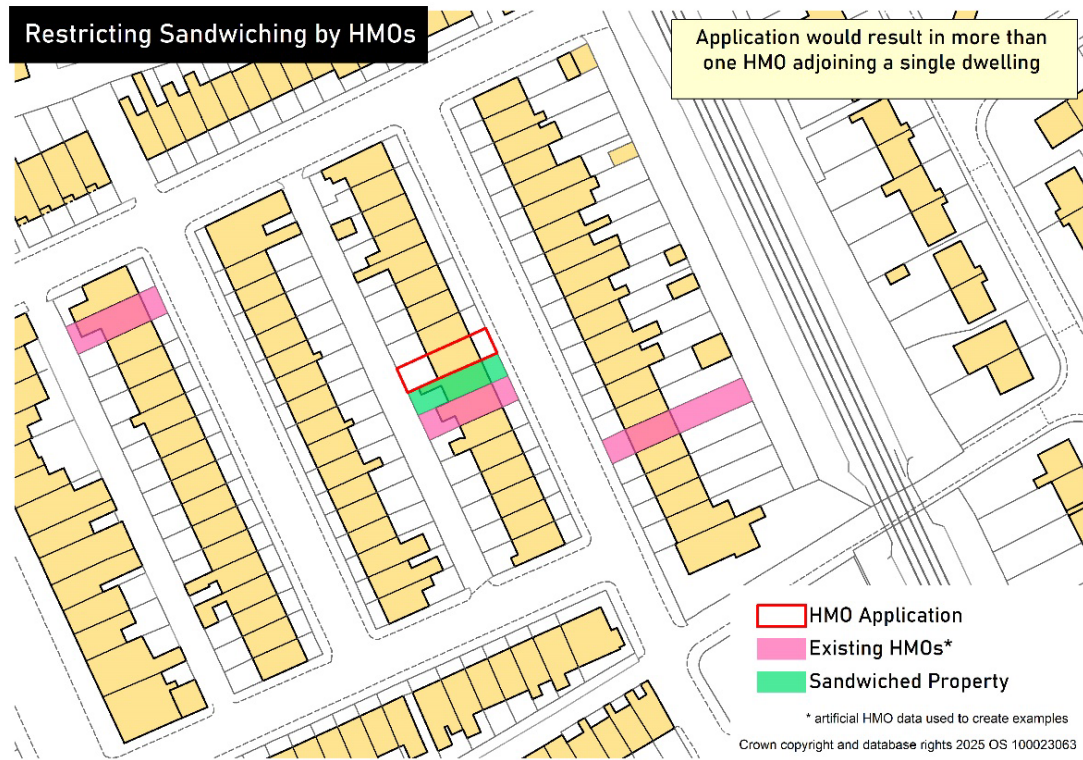 Restricting Sandwiching by HMOs
Application would result in more than
one HMO adjoining a single dwelling
HMO Application
Existing HMOs*
Sandwiched Property
* artificial HMO data used to create examples
Crown copyright and database rights 2025 OS 100023063